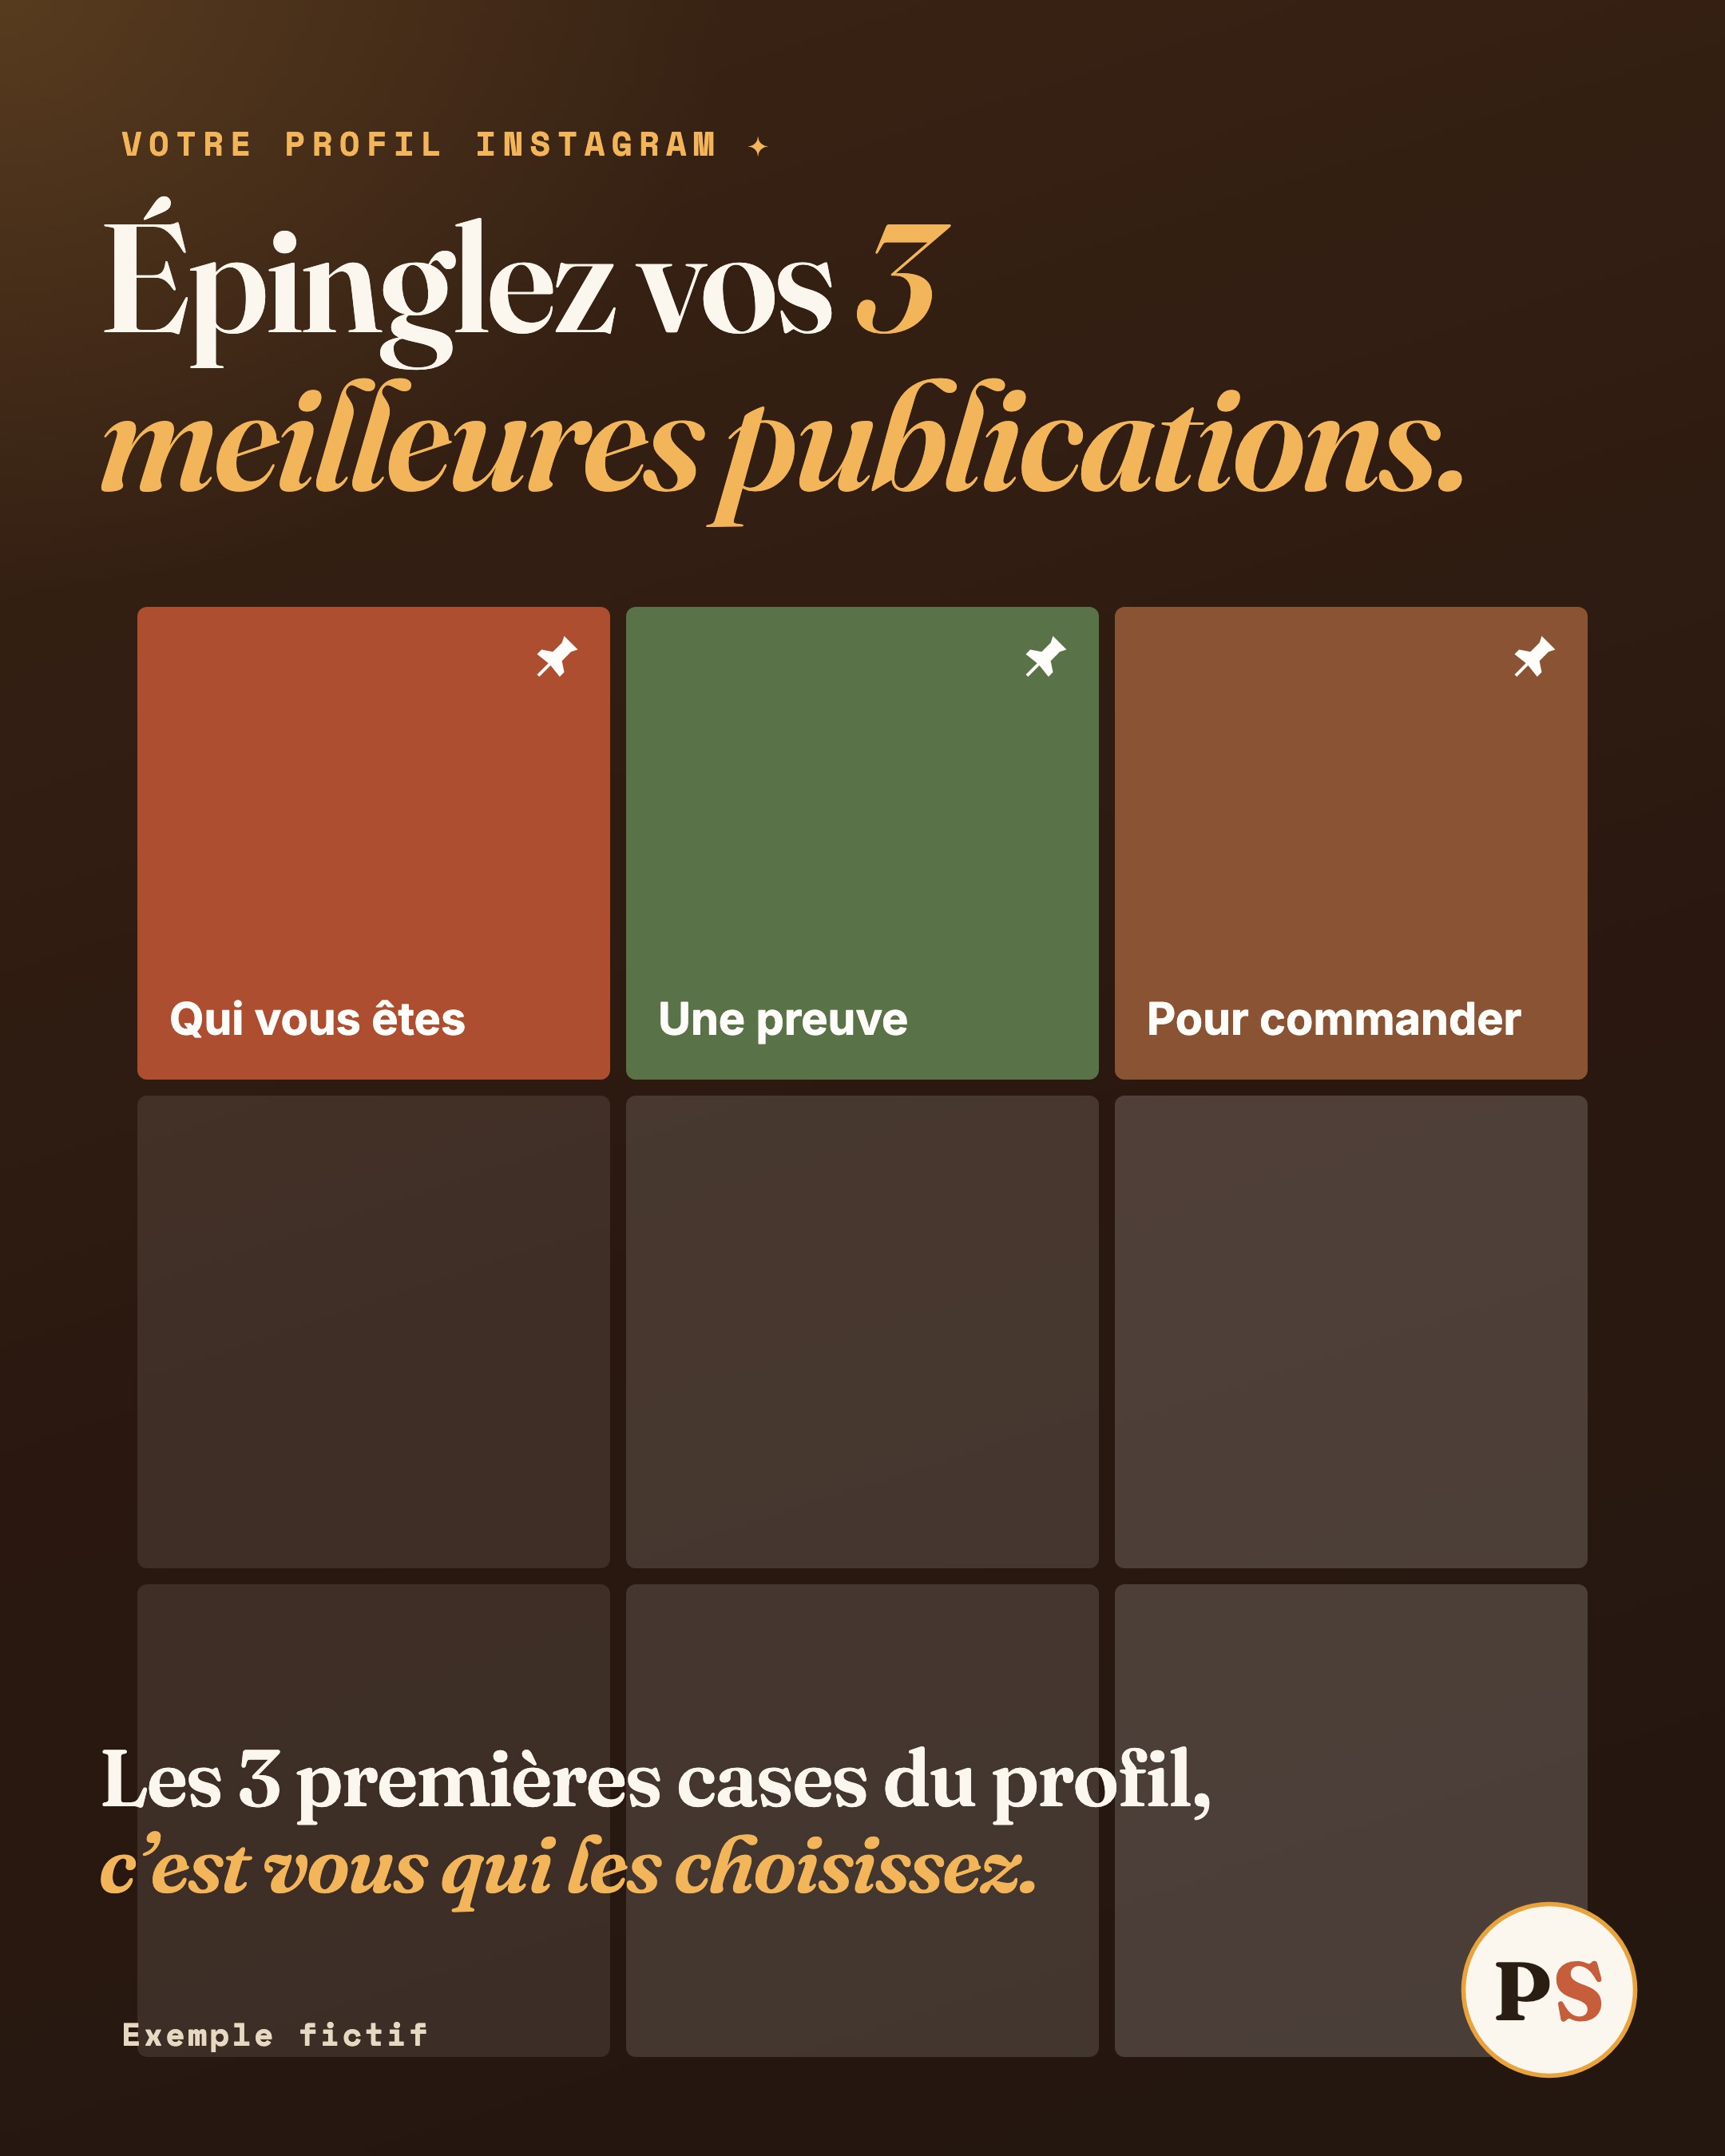 VOTRE PROFIL INSTAGRAM ✦
Épinglez vos 3
meilleures publications.
Qui vous êtes
Une preuve
Pour commander
Les 3 premières cases du profil,
c’est vous qui les choisissez.
Exemple fictif
PS